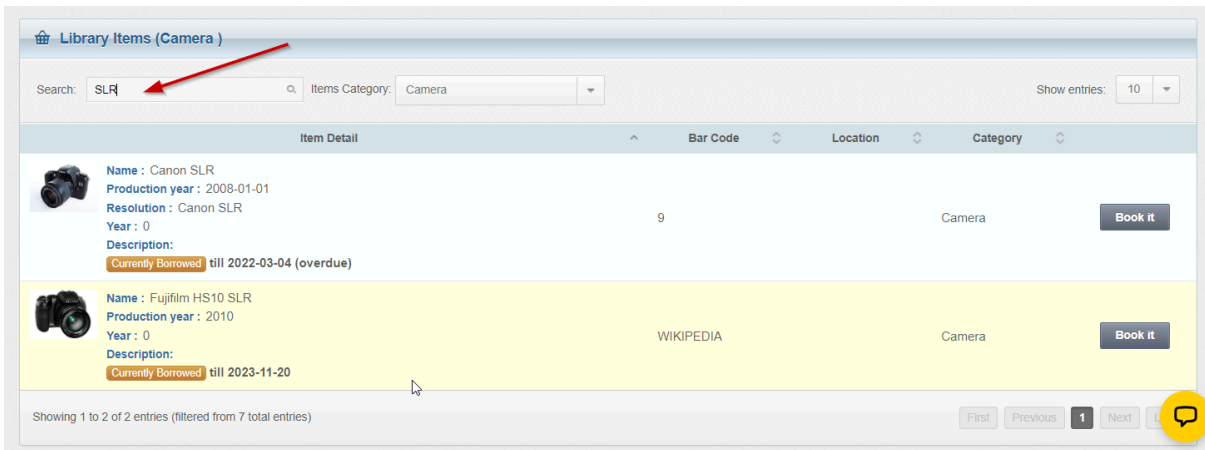 Library Items (Camera )
Search: SLR Items Category: Camera Show entries: 10
Item Detail Bar Code Location Category
Name : Canon SLR
Production year : 2008-01-01
Resolution : Canon SLR
Year : 0
Description:
Currently Borrowed till 2022-03-04 (overdue)
9 Camera Book it
Name : Fujifilm HS10 SLR
Production year : 2010
Year : 0
Description:
Currently Borrowed till 2023-11-20
WIKIPEDIA Camera Book it
Showing 1 to 2 of 2 entries (filtered from 7 total entries) First Previous 1 Next